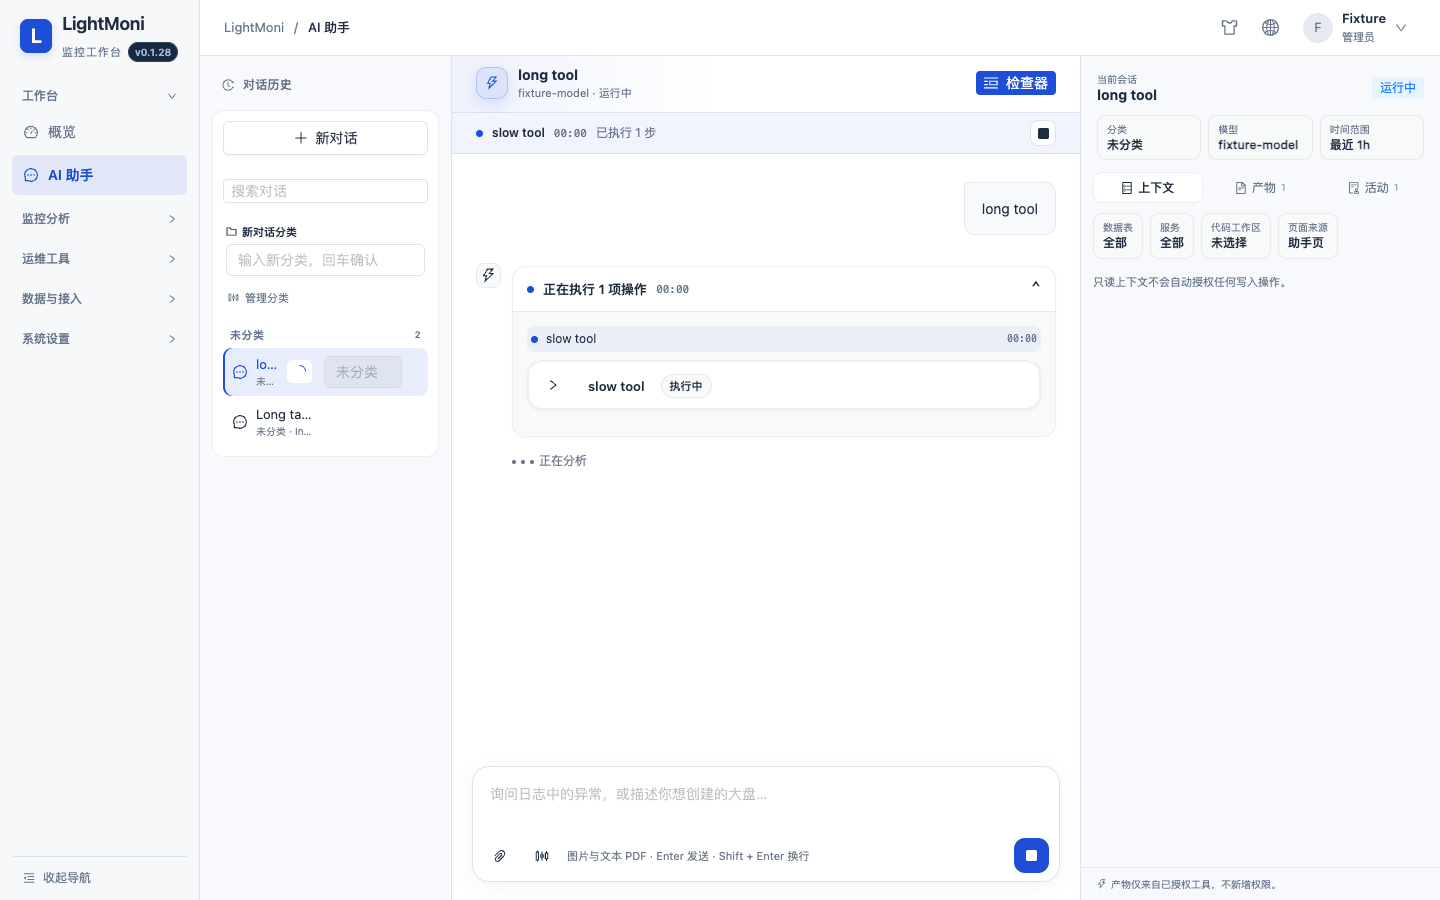 L
LightMoni
监控工作台 v0.1.28
工作台
概览
AI 助手
监控分析
运维工具
数据与接入
系统设置
收起导航
LightMoni / AI 助手
F
Fixture
管理员
对话历史
新对话
搜索对话
新对话分类
输入新分类，回车确认
管理分类
未分类 2
lo...
未...
未分类
Long ta...
未分类 · In...
long tool
fixture-model · 运行中
检查器
slow tool 00:00 已执行 1 步
long tool
正在执行 1 项操作 00:00
slow tool 00:00
slow tool 执行中
正在分析
询问日志中的异常，或描述你想创建的大盘...
图片与文本 PDF · Enter 发送 · Shift + Enter 换行
当前会话
long tool
运行中
分类
未分类
模型
fixture-model
时间范围
最近 1h
上下文
产物 1
活动 1
数据表
全部
服务
全部
代码工作区
未选择
页面来源
助手页
只读上下文不会自动授权任何写入操作。
产物仅来自已授权工具，不新增权限。